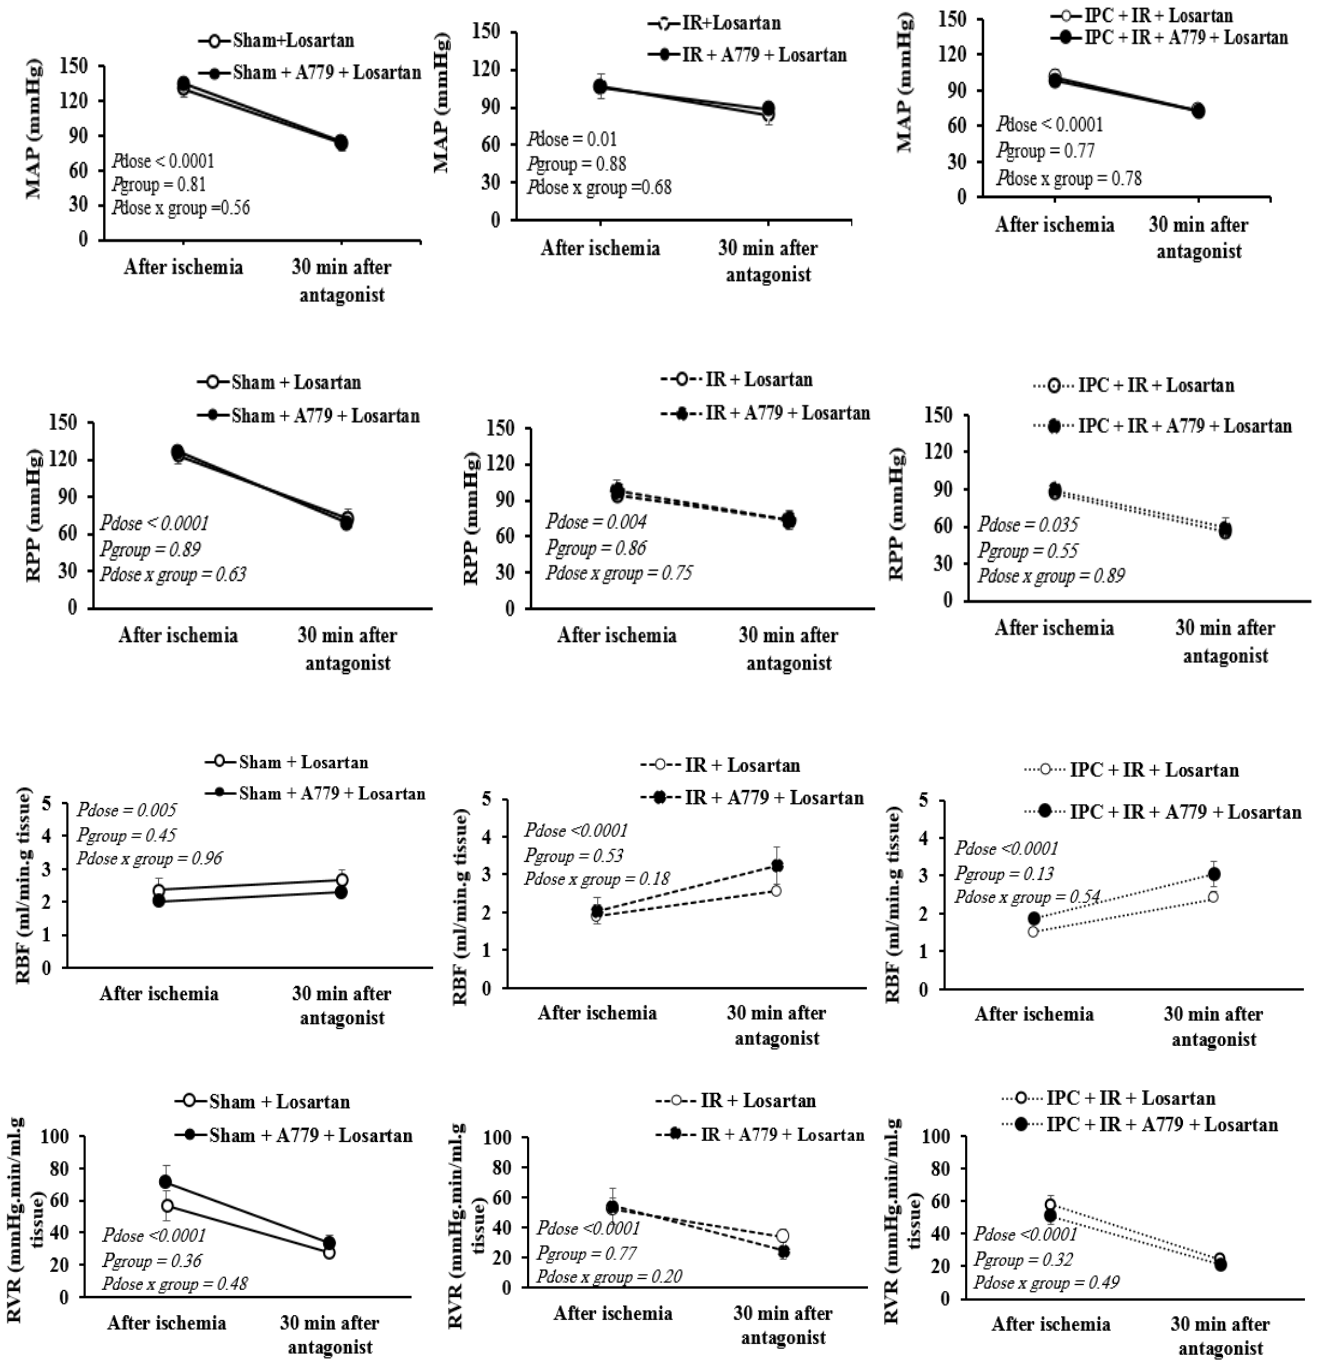 Sham+Losartan
Sham + A779 + Losartan
MAP (mmHg)
150
120
90
60
30
0
Pdose < 0.0001
Pgroup = 0.81
Pdose x group =0.56
After ischemia
30 min after
antagonist
IR+Losartan
IR + A779 + Losartan
MAP (mmHg)
150
120
90
60
30
0
Pdose = 0.01
Pgroup = 0.88
Pdose x group =0.68
After ischemia
30 min after
antagonist
IPC + IR + Losartan
IPC + IR + A779 + Losartan
MAP (mmHg)
150
120
90
60
30
0
Pdose < 0.0001
Pgroup = 0.77
Pdose x group = 0.78
After ischemia
30 min after
antagonist
Sham + Losartan
Sham + A779 + Losartan
RPP (mmHg)
150
120
90
60
30
0
Pdose < 0.0001
Pgroup = 0.89
Pdose x group = 0.63
After ischemia
30 min after
antagonist
IR + Losartan
IR + A779 + Losartan
RPP (mmHg)
150
120
90
60
30
0
Pdose = 0.004
Pgroup = 0.86
Pdose x group = 0.75
After ischemia
30 min after
antagonist
IPC + IR + Losartan
IPC + IR + A779 + Losartan
RPP (mmHg)
150
120
90
60
30
0
Pdose = 0.035
Pgroup = 0.55
Pdose x group = 0.89
After ischemia
30 min after
antagonist
Sham + Losartan
Sham + A779 + Losartan
RBF (ml/min.g tissue)
5
4
3
2
1
0
Pdose = 0.005
Pgroup = 0.45
Pdose x group = 0.96
After ischemia
30 min after
antagonist
IR + Losartan
IR + A779 + Losartan
RBF (ml/min.g tissue)
5
4
3
2
1
0
Pdose <0.0001
Pgroup = 0.53
Pdose x group = 0.18
After ischemia
30 min after
antagonist
IPC + IR + Losartan
IPC + IR + A779 + Losartan
RBF (ml/min.g tissue)
5
4
3
2
1
0
Pdose <0.0001
Pgroup = 0.13
Pdose x group = 0.54
After ischemia
30 min after
antagonist
Sham + Losartan
Sham + A779 + Losartan
RVR (mmHg.min/ml.g
tissue)
100
80
60
40
20
0
Pdose <0.0001
Pgroup = 0.36
Pdose x group = 0.48
After ischemia
30 min after
antagonist
IR + Losartan
IR + A779 + Losartan
RVR (mmHg.min/ml.g
tissue)
100
80
60
40
20
0
Pdose <0.0001
Pgroup = 0.77
Pdose x group = 0.20
After ischemia
30 min after
antagonist
IPC + IR + Losartan
IPC + IR + A779 + Losartan
RVR (mmHg.min/ml.g
tissue)
100
80
60
40
20
0
Pdose <0.0001
Pgroup = 0.32
Pdose x group = 0.49
After ischemia
30 min after
antagonist